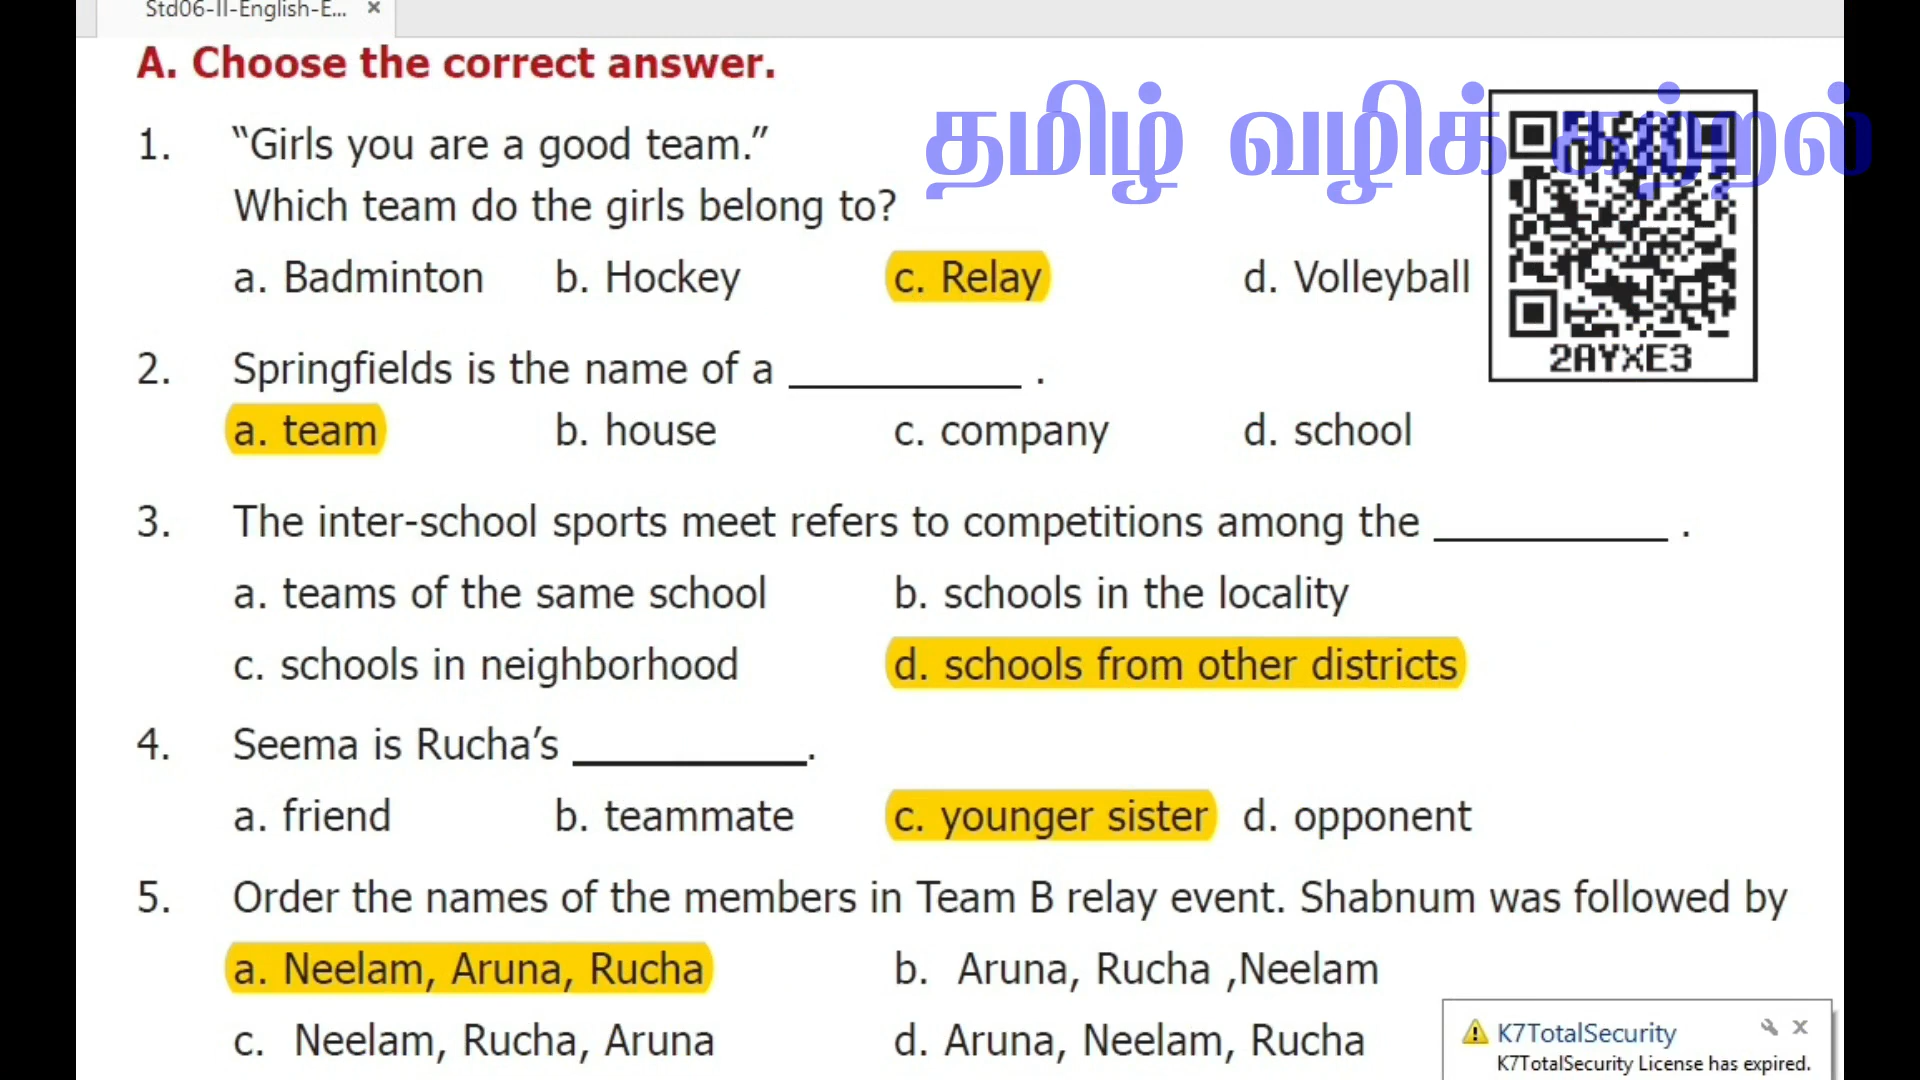 Std06-II-English-E...
A. Choose the correct answer.
தமிழ் வழிக் கற்றல்
1. “Girls you are a good team.”
Which team do the girls belong to?
a. Badminton b. Hockey c. Relay d. Volleyball
2AYXE3
2. Springfields is the name of a __________ .
a. team b. house c. company d. school
3. The inter-school sports meet refers to competitions among the __________ .
a. teams of the same school b. schools in the locality
c. schools in neighborhood d. schools from other districts
4. Seema is Rucha’s __________.
a. friend b. teammate c. younger sister d. opponent
5. Order the names of the members in Team B relay event. Shabnum was followed by
a. Neelam, Aruna, Rucha b. Aruna, Rucha ,Neelam
c. Neelam, Rucha, Aruna d. Aruna, Neelam, Rucha
K7TotalSecurity
K7TotalSecurity License has expired.